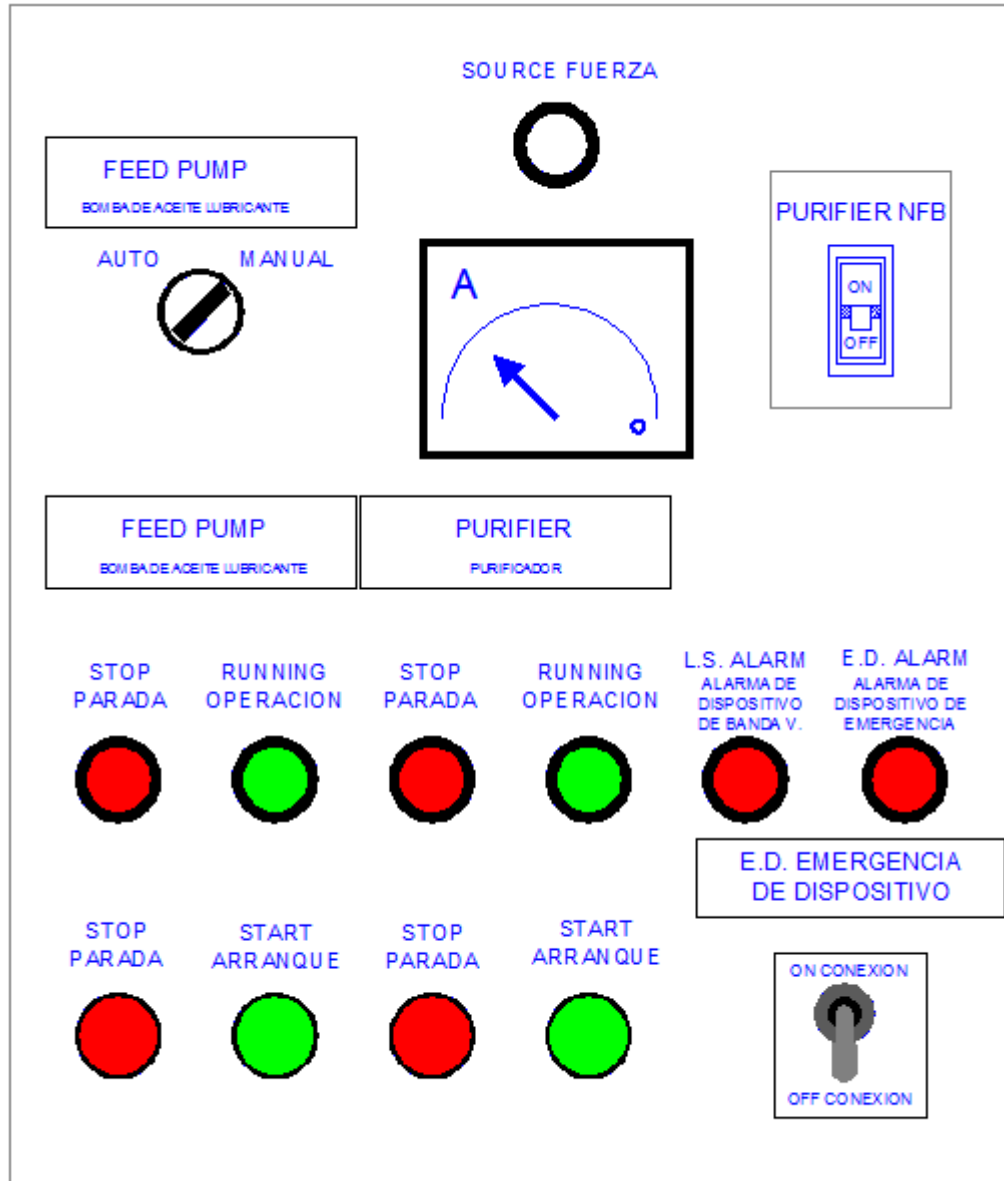 SOURCE FUERZA
FEED PUMP
BOMBA DE ACEITE LUBRICANTE
AUTO
MANUAL
PURIFIER NFB
ON
OFF
A
FEED PUMP
BOMBA DE ACEITE LUBRICANTE
PURIFIER
PURIFICADOR
STOP
PARADA
RUNNING
OPERACION
STOP
PARADA
RUNNING
OPERACION
L.S. ALARM
ALARMA DE
DISPOSITIVO
DE BANDA V.
E.D. ALARM
ALARMA DE
DISPOSITIVO DE
EMERGENCIA
E.D. EMERGENCIA
DE DISPOSITIVO
STOP
PARADA
START
ARRANQUE
STOP
PARADA
START
ARRANQUE
ON CONEXION
OFF CONEXION